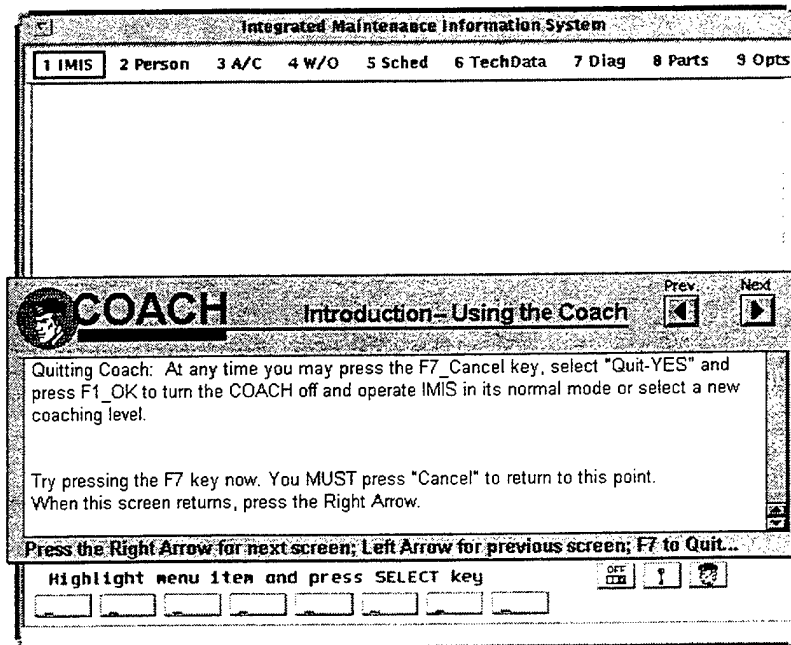 Integrated Maintenance Information System
1 IMIS 2 Person 3 A/C 4 W/O 5 Sched 6 TechData 7 Diag 8 Parts 9 Opts
Prev. Next
COACH Introduction–Using the Coach
Quitting Coach: At any time you may press the F7_Cancel key, select "Quit-YES" and
press F1_OK to turn the COACH off and operate IMIS in its normal mode or select a new
coaching level.
Try pressing the F7 key now. You MUST press "Cancel" to return to this point.
When this screen returns, press the Right Arrow.
Press the Right Arrow for next screen; Left Arrow for previous screen; F7 to Quit...
Highlight menu item and press SELECT key
OFF